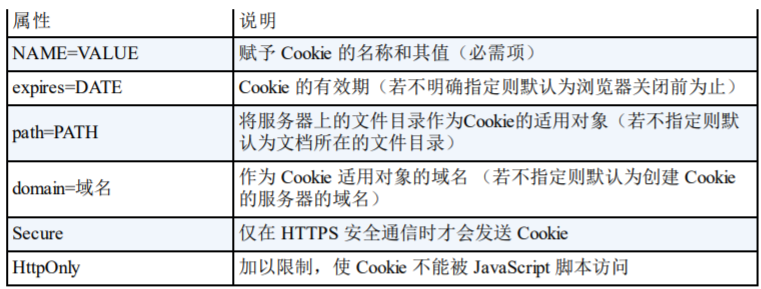 属性 说明
NAME=VALUE 赋予 Cookie 的名称和其值（必需项）
expires=DATE Cookie 的有效期（若不明确指定则默认为浏览器关闭前为止）
path=PATH 将服务器上的文件目录作为Cookie的适用对象（若不指定则默
认为文档所在的文件目录）
domain=域名 作为 Cookie 适用对象的域名 （若不指定则默认为创建 Cookie
的服务器的域名）
Secure 仅在 HTTPS 安全通信时才会发送 Cookie
HttpOnly 加以限制，使 Cookie 不能被 JavaScript 脚本访问